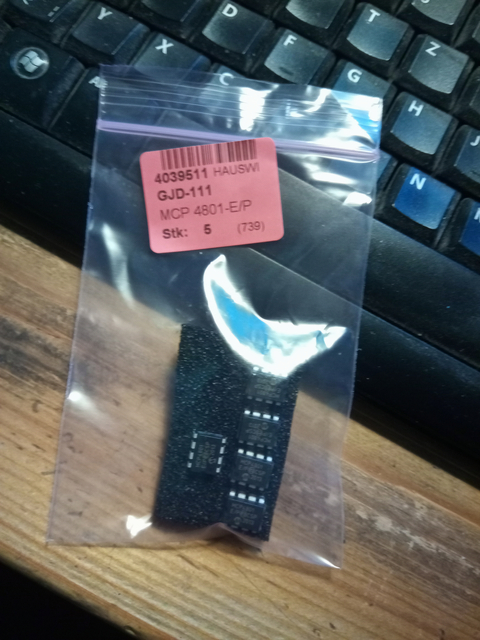 D
F
T
Z
Y
X
C
G
H
J
N
A
4039511 HAUSWI
GJD-111
MCP 4801-E/P
Stk: 5 (739)